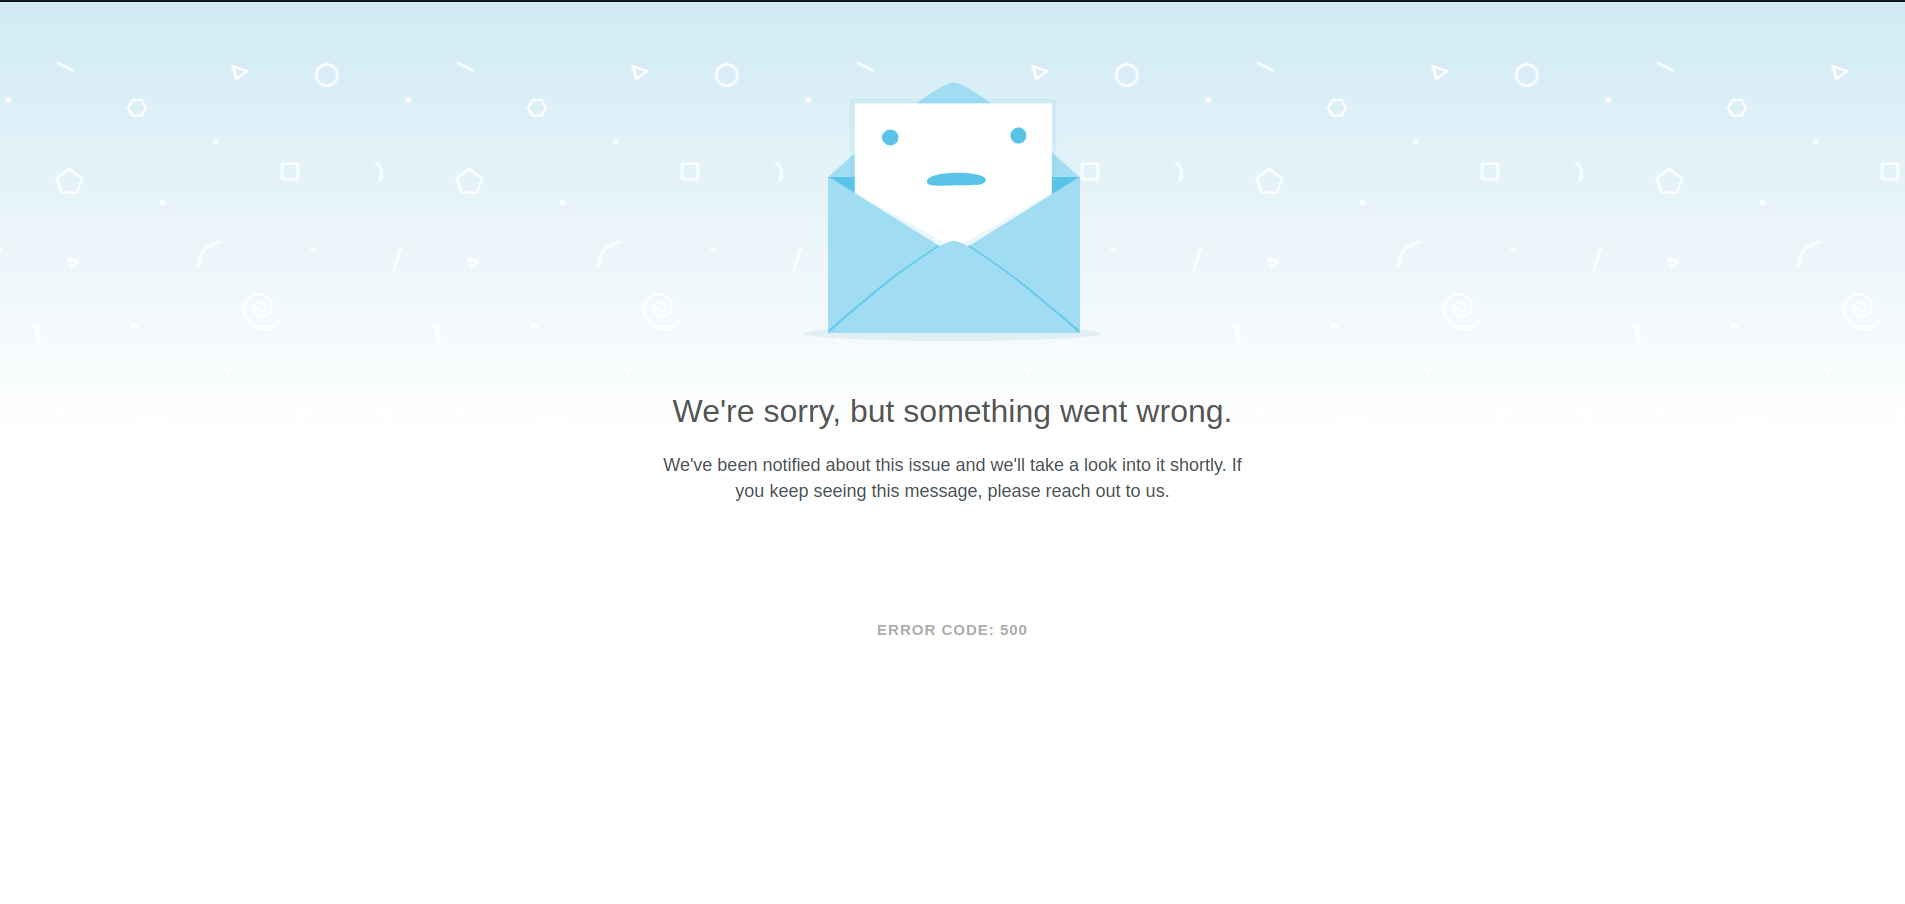 We're sorry, but something went wrong.
We've been notified about this issue and we'll take a look into it shortly. If
you keep seeing this message, please reach out to us.
ERROR CODE: 500